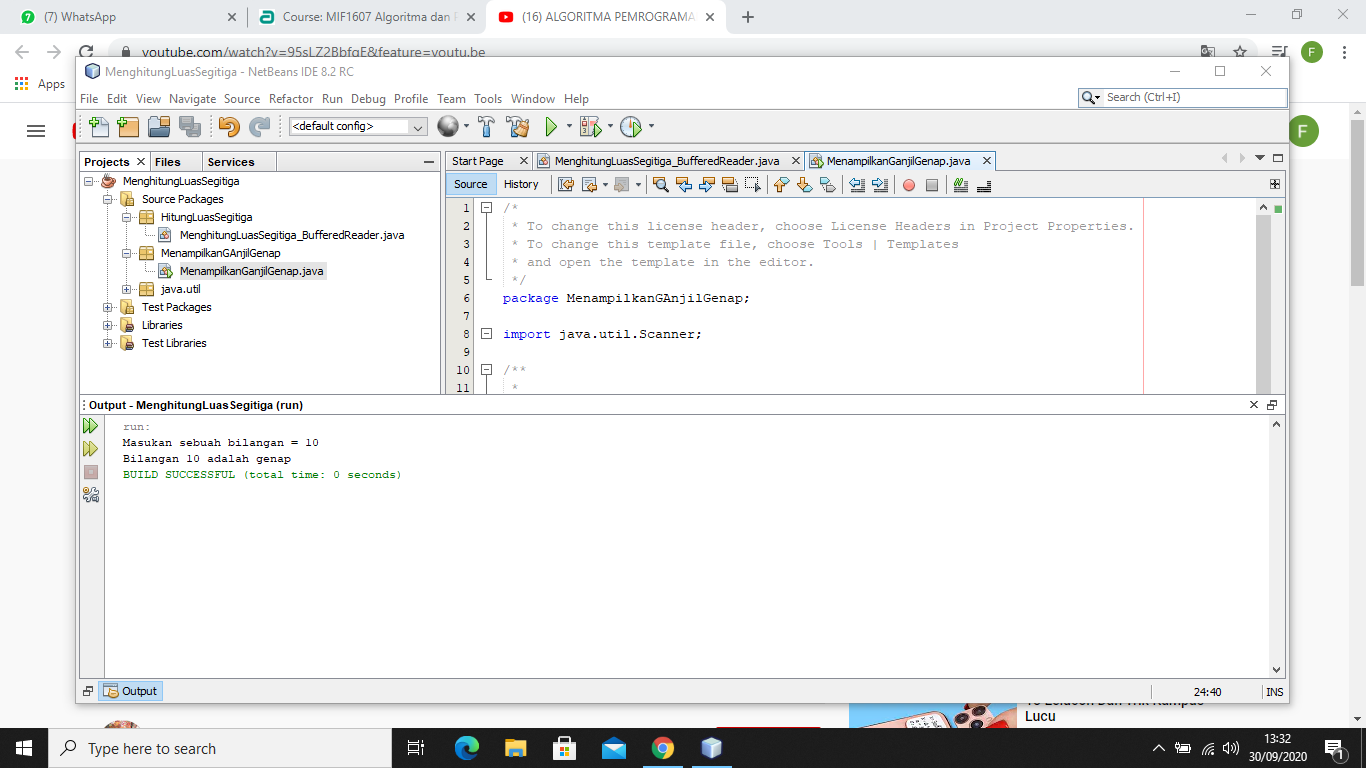 (7) WhatsApp
Course: MIF1607 Algoritma dan
(16) ALGORITMA PEMROGRAMA
youtube.com/watch?v=95sLZ2BbfqE&feature=youtu.be
F
Apps
F
MenghitungLuasSegitiga - NetBeans IDE 8.2 RC
File Edit View Navigate Source Refactor Run Debug Profile Team Tools Window Help
Search (Ctrl+I)
<default config>
Projects Files Services
Start Page MenghitungLuasSegitiga_BufferedReader.java MenampilkanGanjilGenap.java
Source History
MenghitungLuasSegitiga
Source Packages
HitungLuasSegitiga
MenghitungLuasSegitiga_BufferedReader.java
MenampilkanGAnjilGenap
MenampilkanGanjilGenap.java
java.util
Test Packages
Libraries
Test Libraries
1 /*
2 * To change this license header, choose License Headers in Project Properties.
3 * To change this template file, choose Tools | Templates
4 * and open the template in the editor.
5 */
6 package MenampilkanGAnjilGenap;
7
8 import java.util.Scanner;
9
10 /**
11 *
Output - MenghitungLuasSegitiga (run)
run:
Masukan sebuah bilangan = 10
Bilangan 10 adalah genap
BUILD SUCCESSFUL (total time: 0 seconds)
Output
24:40 INS
Lucu
Type here to search
13:32
30/09/2020
1